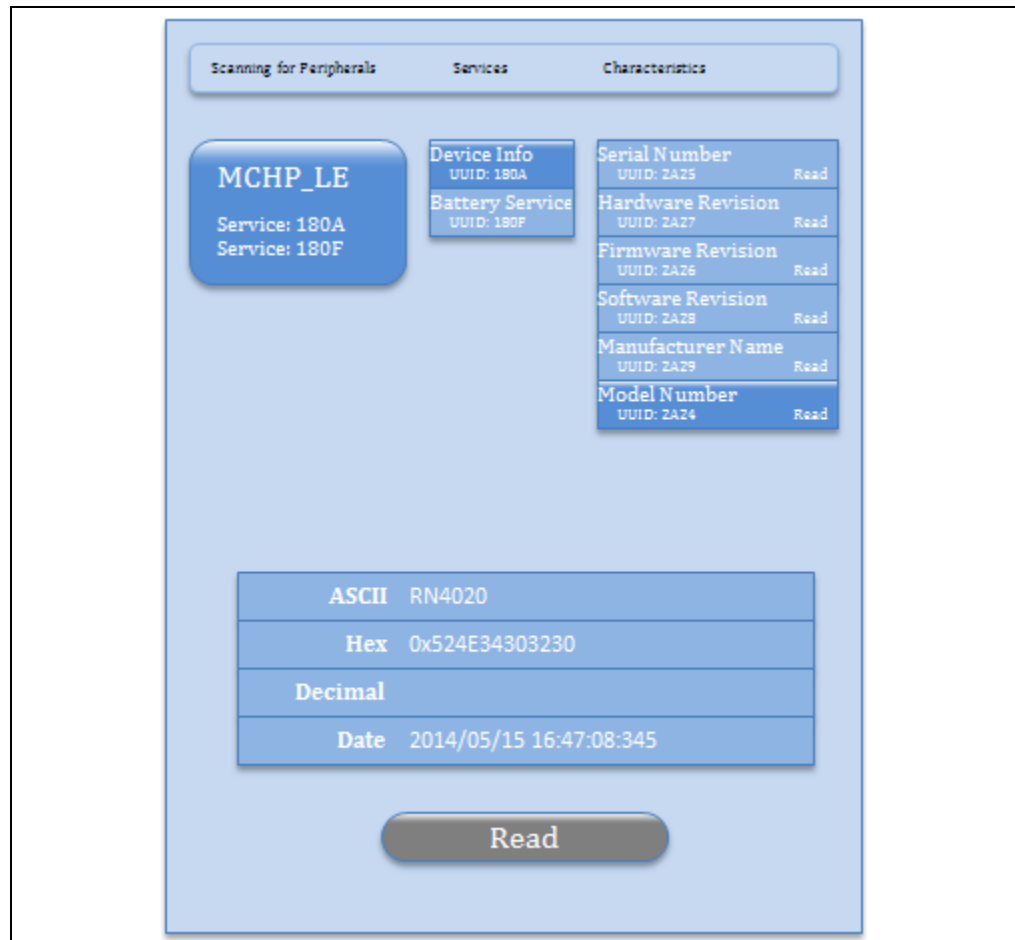 Scanning for Peripherals Services Characteristics
MCHP_LE
Service: 180A
Service: 180F
Device Info
UUID: 180A
Battery Service
UUID: 180F
Serial Number
UUID: 2A25 Read
Hardware Revision
UUID: 2A27 Read
Firmware Revision
UUID: 2A26 Read
Software Revision
UUID: 2A28 Read
Manufacturer Name
UUID: 2A29 Read
Model Number
UUID: 2A24 Read
ASCII RN4020
Hex 0x524E34303230
Decimal
Date 2014/05/15 16:47:08:345
Read